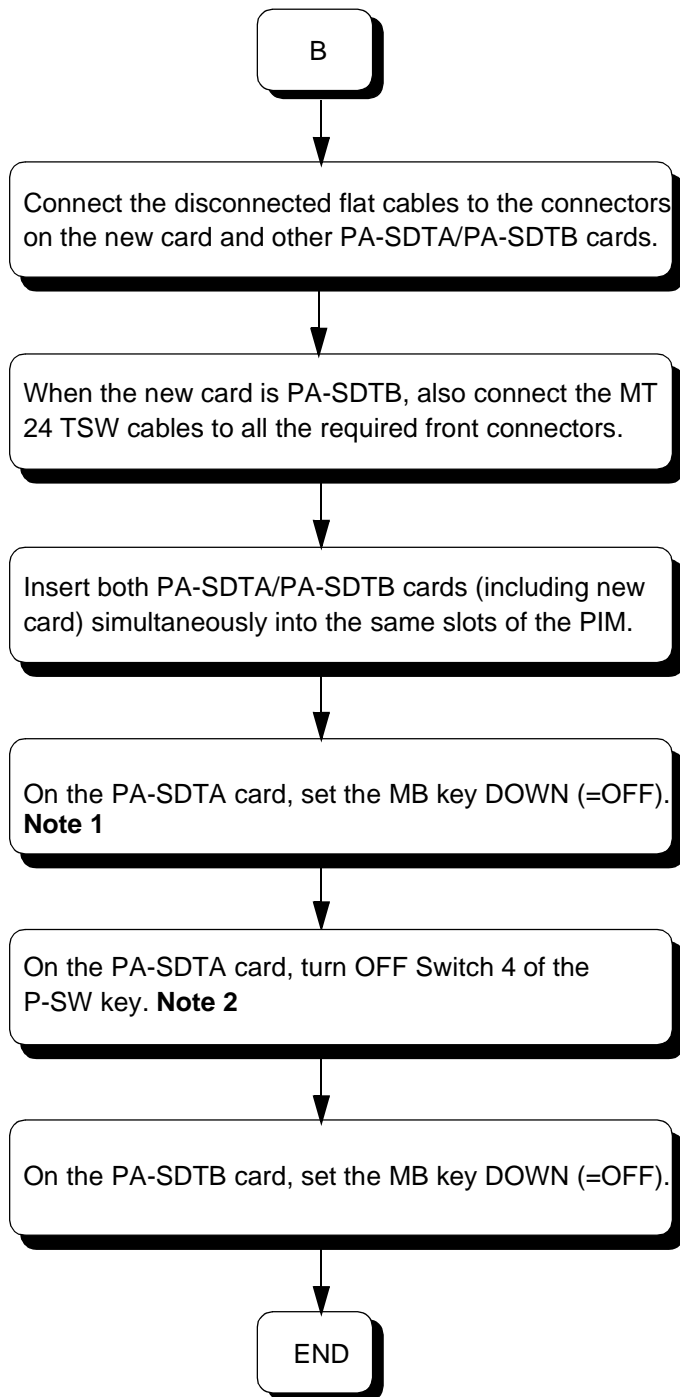 B
Connect the disconnected flat cables to the connectors
on the new card and other PA-SDTA/PA-SDTB cards.
When the new card is PA-SDTB, also connect the MT
24 TSW cables to all the required front connectors.
Insert both PA-SDTA/PA-SDTB cards (including new
card) simultaneously into the same slots of the PIM.
On the PA-SDTA card, set the MB key DOWN (=OFF).
Note 1
On the PA-SDTA card, turn OFF Switch 4 of the
P-SW key. Note 2
On the PA-SDTB card, set the MB key DOWN (=OFF).
END